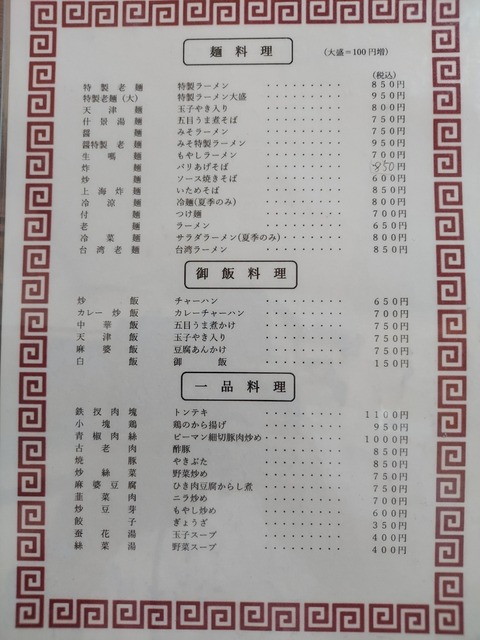 麺料理 (大盛=100円増)
(税込)
特製老麺 特製ラーメン ・・・・・・・・・ 850円
特製老麺(大) 特製ラーメン大盛 ・・・・・・・・・ 950円
天津麺 玉子やき入り ・・・・・・・・・ 800円
什景湯麺 五目うま煮そば ・・・・・・・・・ 750円
醤麺 みそラーメン ・・・・・・・・・ 750円
醤特製老麺 みそ特製ラーメン ・・・・・・・・・ 950円
生嘴麺 もやしラーメン ・・・・・・・・・ 700円
炸麺 バリあげそば ・・・・・・・・・ 850円
炒麺 ソース焼きそば ・・・・・・・・・ 600円
上海炸麺 いためそば ・・・・・・・・・ 850円
冷涼麺 冷麺(夏季のみ) ・・・・・・・・・ 800円
付麺 つけ麺 ・・・・・・・・・ 700円
老麺 ラーメン ・・・・・・・・・ 650円
冷菜麺 サラダラーメン(夏季のみ) ・・・・・・・・ 800円
台湾老麺 台湾ラーメン ・・・・・・・・・ 850円
御飯料理
炒飯 チャーハン ・・・・・・・・・ 650円
カレー炒飯 カレーチャーハン ・・・・・・・・・ 700円
中華飯 五目うま煮かけ ・・・・・・・・・ 750円
天津飯 玉子やき入り ・・・・・・・・・ 750円
麻婆飯 豆腐あんかけ ・・・・・・・・・ 750円
白飯 御飯 ・・・・・・・・・ 150円
一品料理
鉄扠肉塊 トンテキ ・・・・・・・・・ 1100円
小塊鶏 鶏のから揚げ ・・・・・・・・・ 950円
青椒肉絲 ピーマン細切豚肉炒め ・・・・・・・・・ 1000円
古老肉 酢豚 ・・・・・・・・・ 850円
焼豚 やきぶた ・・・・・・・・・ 850円
炒絲菜 野菜炒め ・・・・・・・・・ 750円
麻婆豆腐 ひき肉豆腐からし煮 ・・・・・・・・・ 750円
韮菜肉 ニラ炒め ・・・・・・・・・ 700円
炒豆芽 もやし炒め ・・・・・・・・・ 600円
餃子 ぎょうざ ・・・・・・・・・ 350円
蚕花湯 玉子スープ ・・・・・・・・・ 400円
絲菜湯 野菜スープ ・・・・・・・・・ 400円